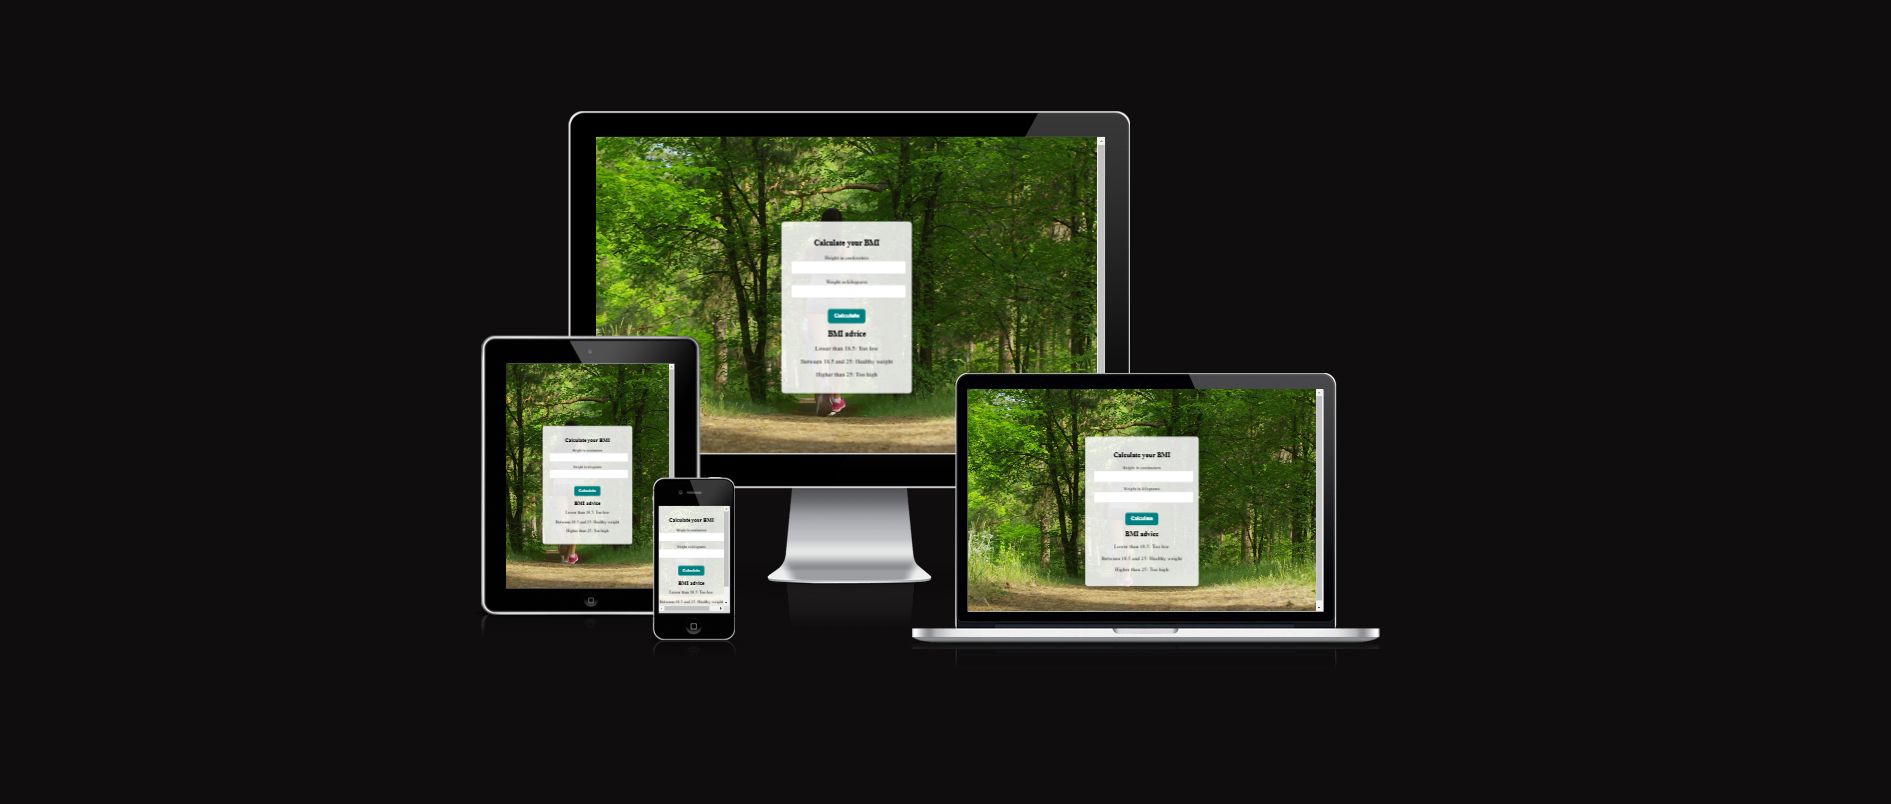 Calculate your BMI
Height in centimeters
Weight in kilograms
Calculate
BMI advice
Lower than 18.5: Too low
Between 18.5 and 25: Healthy weight
Higher than 25: Too high
Calculate your BMI
Height in centimeters
Weight in kilograms
Calculate
BMI advice
Lower than 18.5: Too low
Between 18.5 and 25: Healthy weight
Higher than 25: Too high
Calculate your BMI
Height in centimeters
Weight in kilograms
Calculate
BMI advice
Lower than 18.5: Too low
Between 18.5 and 25: Healthy weight
Calculate your BMI
Height in centimeters
Weight in kilograms
Calculate
BMI advice
Lower than 18.5: Too low
Between 18.5 and 25: Healthy weight
Higher than 25: Too high